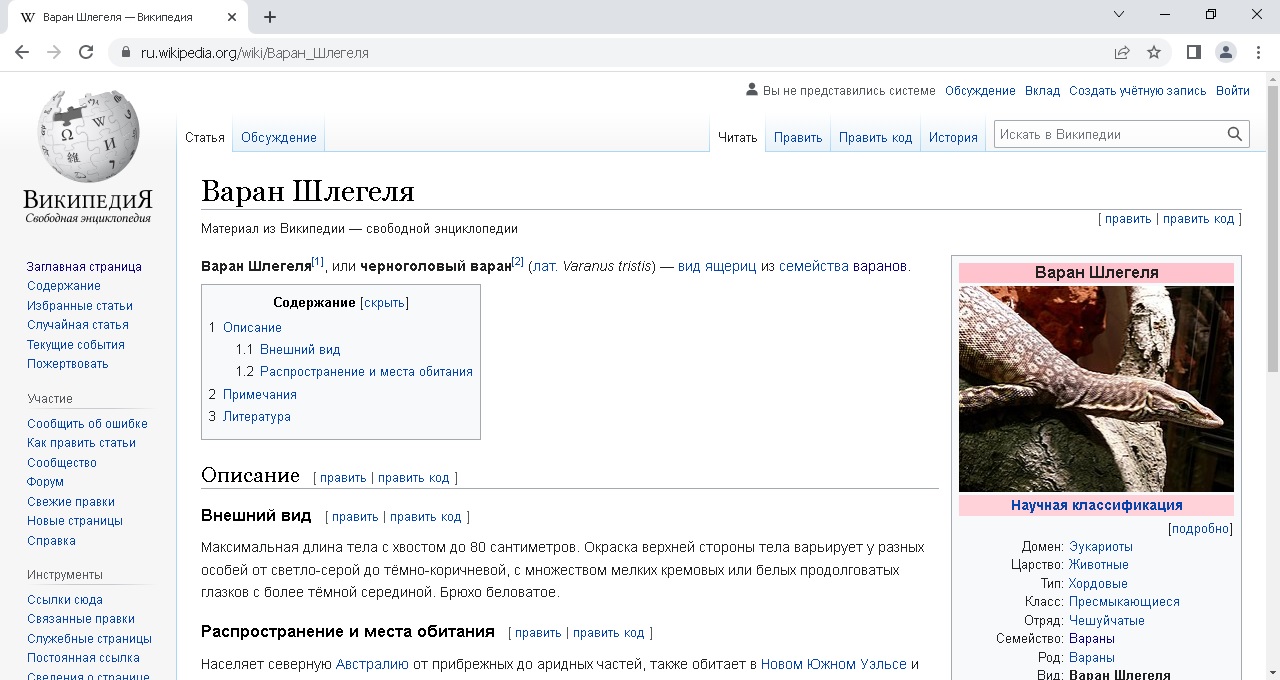 Варан Шлегеля — Википедия
ru.wikipedia.org/wiki/Варан_Шлегеля
Вы не представились системе Обсуждение Вклад Создать учётную запись Войти
Статья Обсуждение Читать Править Править код История Искать в Википедии
ВикипедиЯ
Свободная энциклопедия
Заглавная страница
Содержание
Избранные статьи
Случайная статья
Текущие события
Пожертвовать
Участие
Сообщить об ошибке
Как править статьи
Сообщество
Форум
Свежие правки
Новые страницы
Справка
Инструменты
Ссылки сюда
Связанные правки
Служебные страницы
Постоянная ссылка
Сведения о странице
Варан Шлегеля
[ править | править код ]
Материал из Википедии — свободной энциклопедии
Варан Шлегеля[1], или черноголовый варан[2] (лат. Varanus tristis) — вид ящериц из семейства варанов.
Содержание [скрыть]
1 Описание
1.1 Внешний вид
1.2 Распространение и места обитания
2 Примечания
3 Литература
Описание [ править | править код ]
Внешний вид [ править | править код ]
Максимальная длина тела с хвостом до 80 сантиметров. Окраска верхней стороны тела варьирует у разных
особей от светло-серой до тёмно-коричневой, с множеством мелких кремовых или белых продолговатых
глазков с более тёмной серединой. Брюхо беловатое.
Распространение и места обитания [ править | править код ]
Населяет северную Австралию от прибрежных до аридных частей, также обитает в Новом Южном Уэльсе и
Варан Шлегеля
Научная классификация
[подробно]
Домен: Эукариоты
Царство: Животные
Тип: Хордовые
Класс: Пресмыкающиеся
Отряд: Чешуйчатые
Семейство: Вараны
Род: Вараны
Вид: Варан Шлегеля